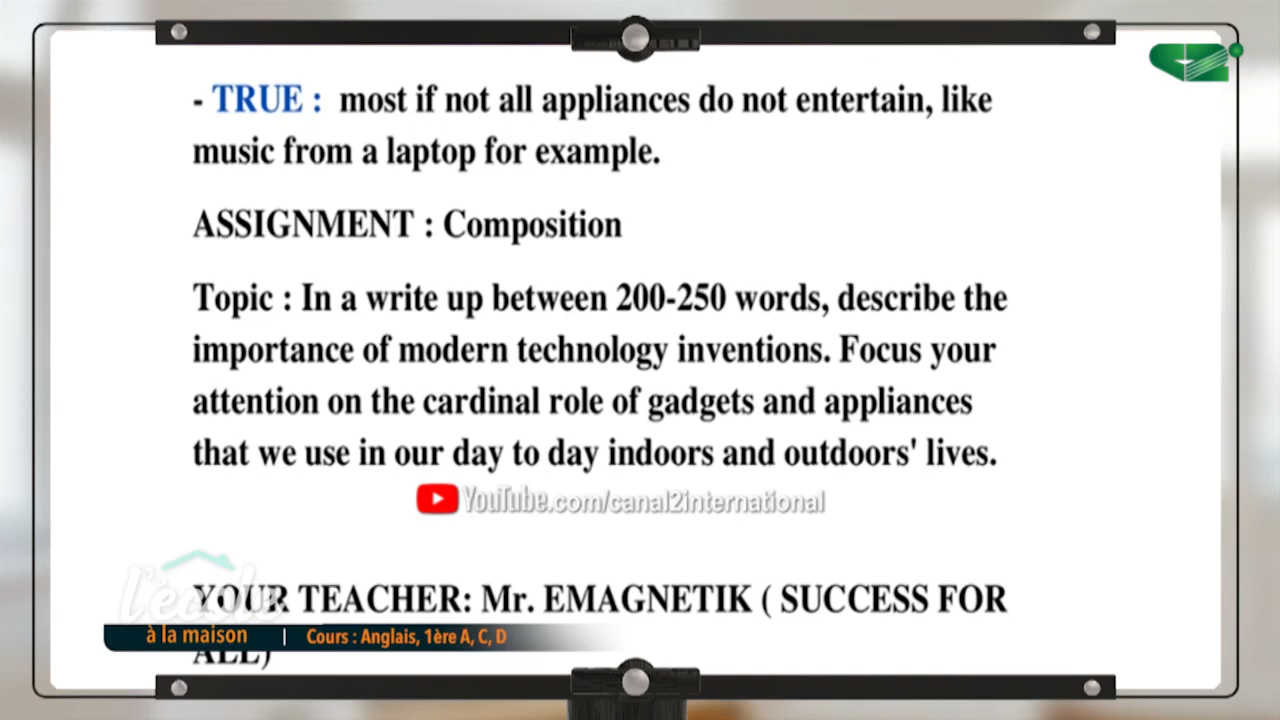 - TRUE : most if not all appliances do not entertain, like
music from a laptop for example.
ASSIGNMENT : Composition
Topic : In a write up between 200-250 words, describe the
importance of modern technology inventions. Focus your
attention on the cardinal role of gadgets and appliances
that we use in our day to day indoors and outdoors' lives.
YouTube.com/canal2international
YOUR TEACHER: Mr. EMAGNETIK ( SUCCESS FOR
ALL)
l'école
à la maison | Cours : Anglais, 1ère A, C, D